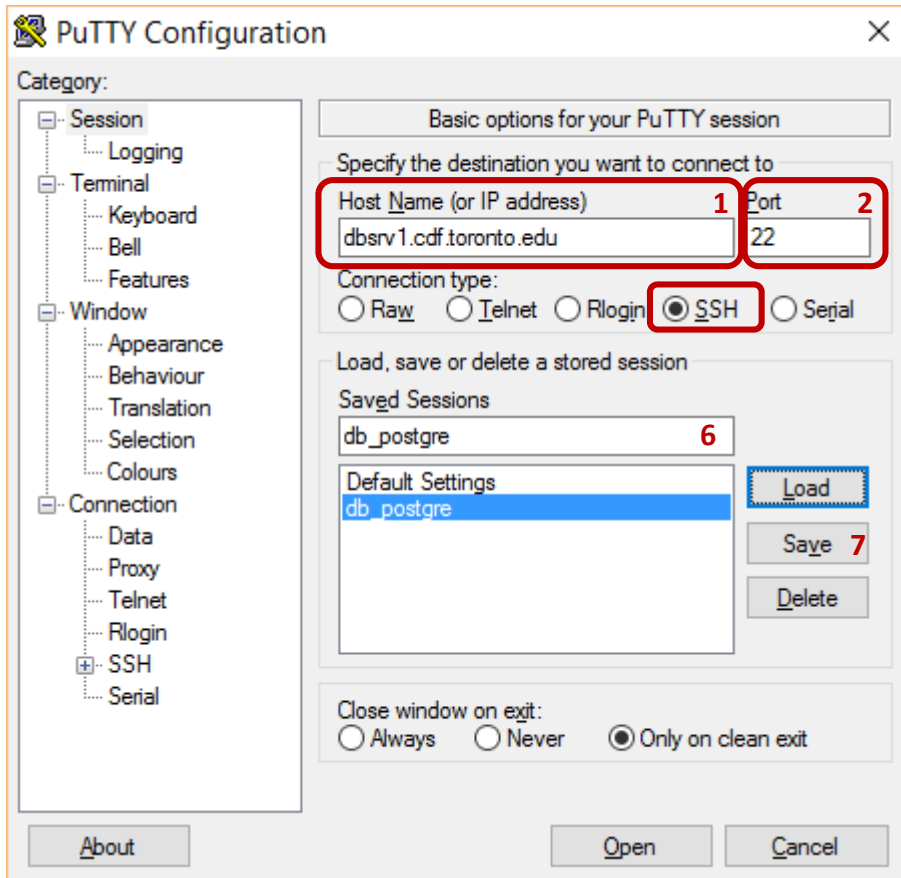 PuTTY Configuration
Category:
Session
Logging
Terminal
Keyboard
Bell
Features
Window
Appearance
Behaviour
Translation
Selection
Colours
Connection
Data
Proxy
Telnet
Rlogin
SSH
Serial
Basic options for your PuTTY session
Specify the destination you want to connect to
Host Name (or IP address) 1 Port 2
dbsrv1.cdf.toronto.edu 22
Connection type:
Raw Telnet Rlogin SSH Serial
Load, save or delete a stored session
Saved Sessions
db_postgre 6
Default Settings
db_postgre
Load
Save 7
Delete
Close window on exit:
Always Never Only on clean exit
About Open Cancel